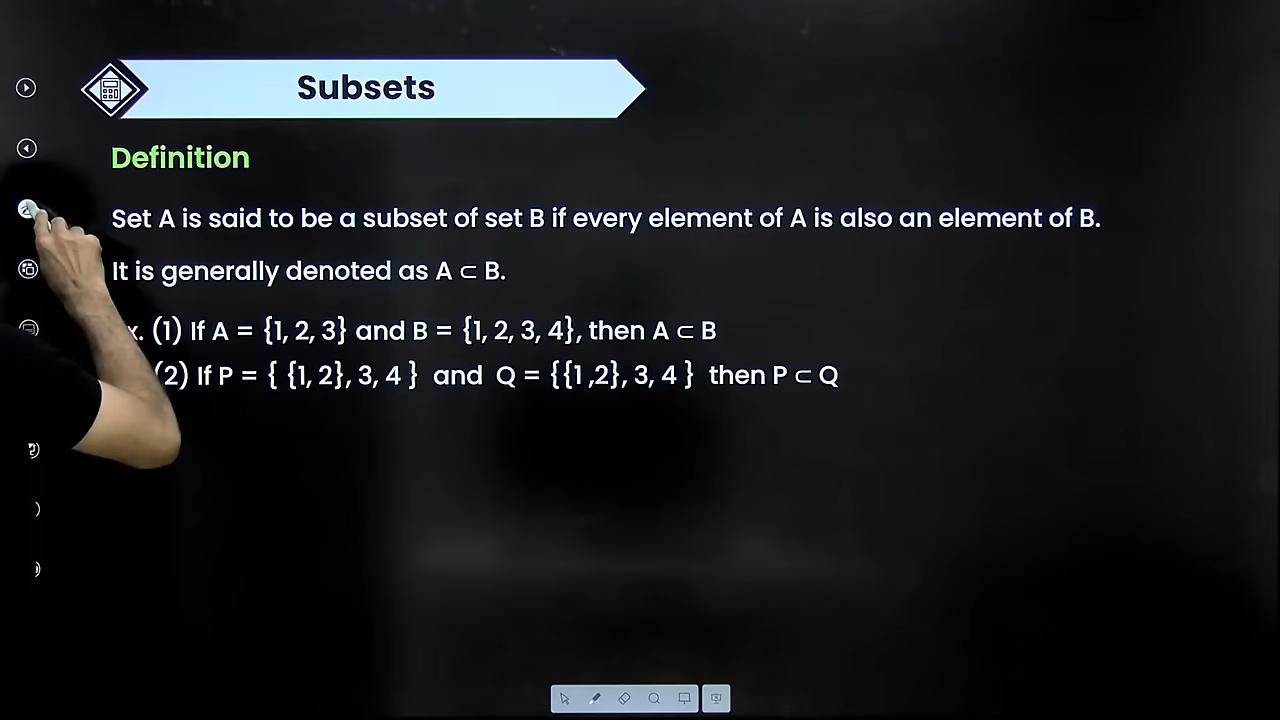 Subsets
Definition
Set A is said to be a subset of set B if every element of A is also an element of B.
It is generally denoted as A ⊂ B.
(1) If A = {1, 2, 3} and B = {1, 2, 3, 4}, then A ⊂ B
(2) If P = { {1, 2}, 3, 4 } and Q = {{1 ,2}, 3, 4 } then P ⊂ Q